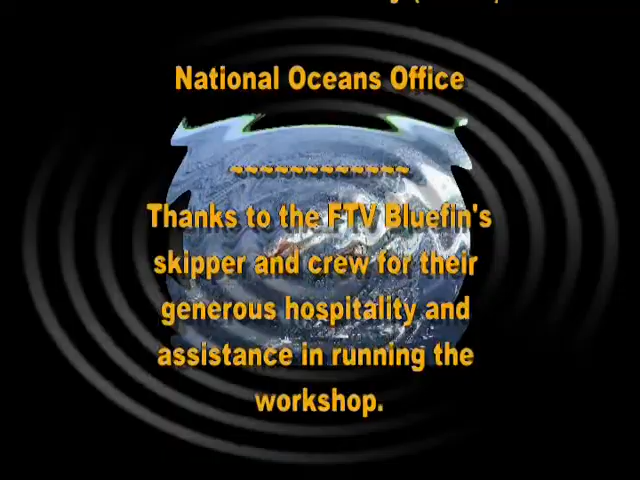 National Oceans Office
~~~~~~~~~~~~
Thanks to the FTV Bluefin's
skipper and crew for their
generous hospitality and
assistance in running the
workshop.